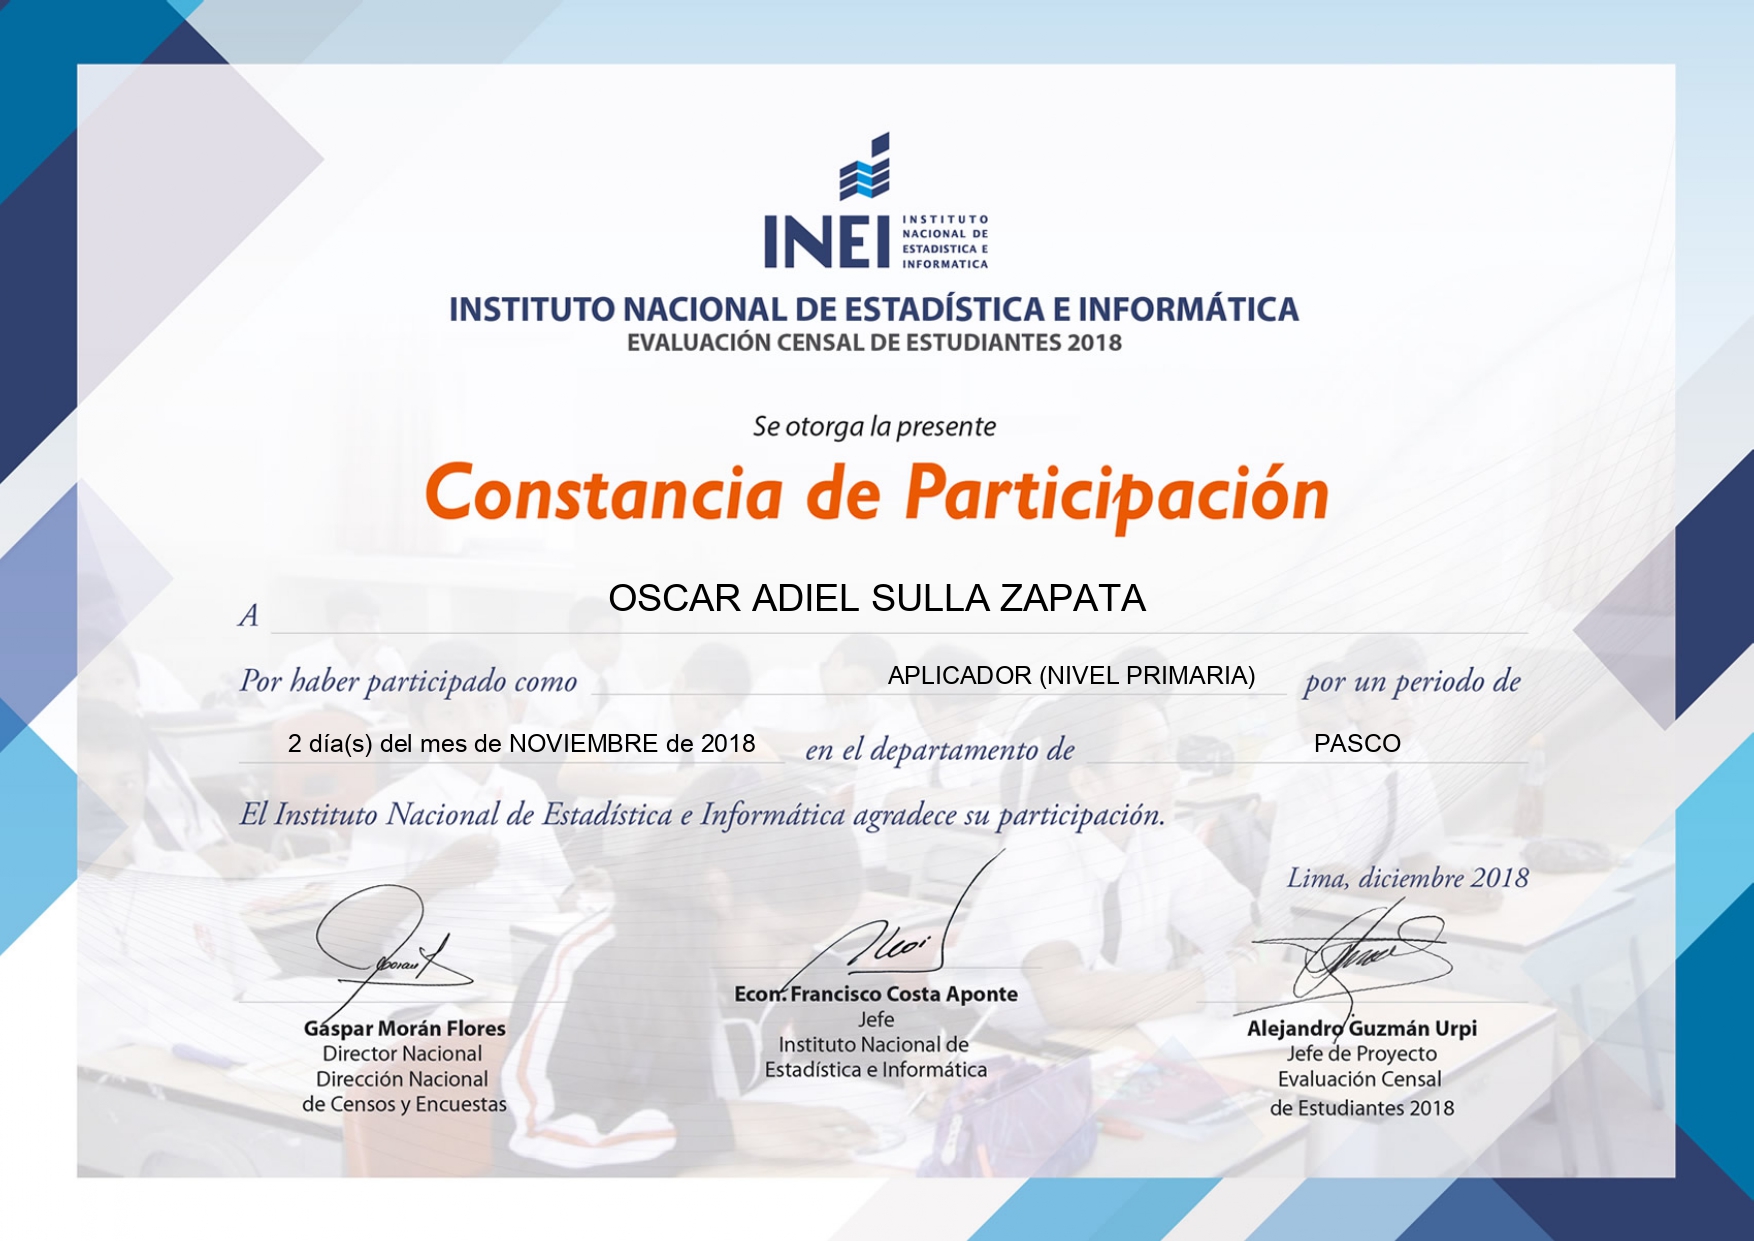 INEI
INSTITUTO
NACIONAL DE
ESTADISTICA E
INFORMATICA
INSTITUTO NACIONAL DE ESTADÍSTICA E INFORMÁTICA
EVALUACIÓN CENSAL DE ESTUDIANTES 2018
Se otorga la presente
Constancia de Participación
A OSCAR ADIEL SULLA ZAPATA
Por haber participado como APLICADOR (NIVEL PRIMARIA) por un periodo de
2 día(s) del mes de NOVIEMBRE de 2018 en el departamento de PASCO
El Instituto Nacional de Estadística e Informática agradece su participación.
Lima, diciembre 2018
Gaspar Morán Flores
Director Nacional
Dirección Nacional
de Censos y Encuestas
Econ. Francisco Costa Aponte
Jefe
Instituto Nacional de
Estadística e Informática
Alejandro Guzmán Urpi
Jefe de Proyecto
Evaluación Censal
de Estudiantes 2018